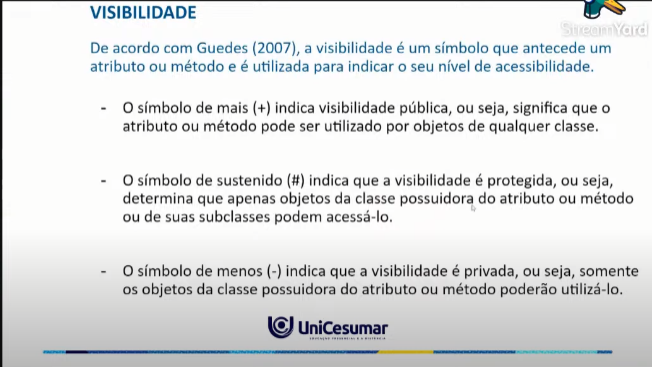 VISIBILIDADE
StreamYard
De acordo com Guedes (2007), a visibilidade é um símbolo que antecede um
atributo ou método e é utilizada para indicar o seu nível de acessibilidade.
- O símbolo de mais (+) indica visibilidade pública, ou seja, significa que o
atributo ou método pode ser utilizado por objetos de qualquer classe.
- O símbolo de sustenido (#) indica que a visibilidade é protegida, ou seja,
determina que apenas objetos da classe possuidora do atributo ou método
ou de suas subclasses podem acessá-lo.
- O símbolo de menos (-) indica que a visibilidade é privada, ou seja, somente
os objetos da classe possuidora do atributo ou método poderão utilizá-lo.
UniCesumar
EDUCAÇÃO PRESENCIAL E A DISTÂNCIA